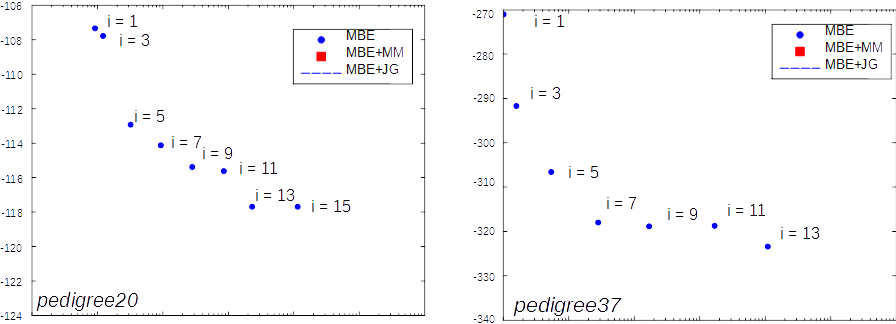 -106
-108
-110
-112
-114
-116
-118
-120
-122
-124
i = 1
i = 3
i = 5
i = 7
i = 9
i = 11
i = 13
i = 15
MBE
MBE+MM
MBE+JG
pedigree20
-270
-280
-290
-300
-310
-320
-330
-340
i = 1
i = 3
i = 5
i = 7
i = 9
i = 11
i = 13
MBE
MBE+MM
MBE+JG
pedigree37